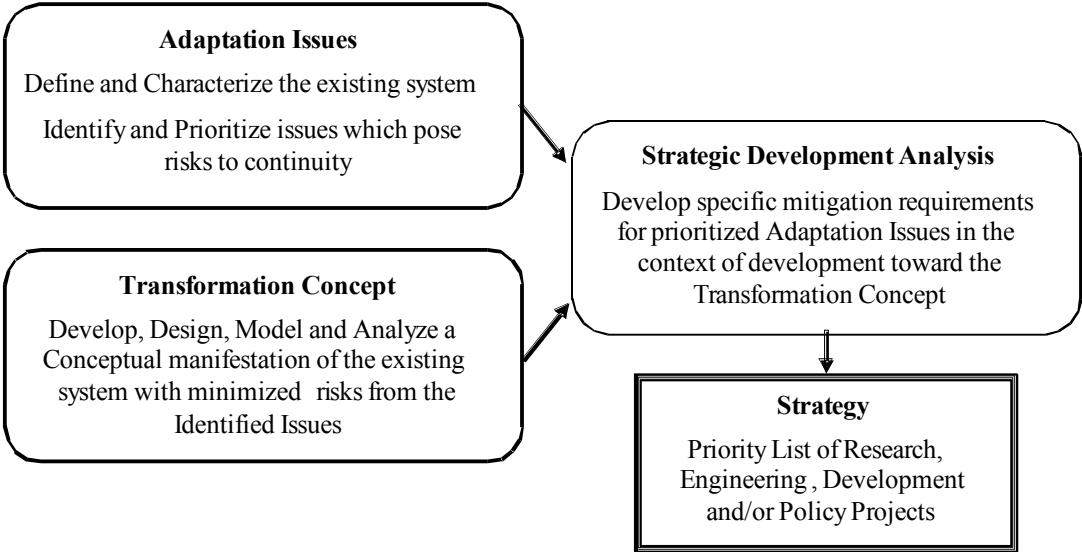 Adaptation Issues
Define and Characterize the existing system
Identify and Prioritize issues which pose
risks to continuity
Transformation Concept
Develop, Design, Model and Analyze a
Conceptual manifestation of the existing
system with minimized risks from the
Identified Issues
Strategic Development Analysis
Develop specific mitigation requirements
for prioritized Adaptation Issues in the
context of development toward the
Transformation Concept
Strategy
Priority List of Research,
Engineering , Development
and/or Policy Projects